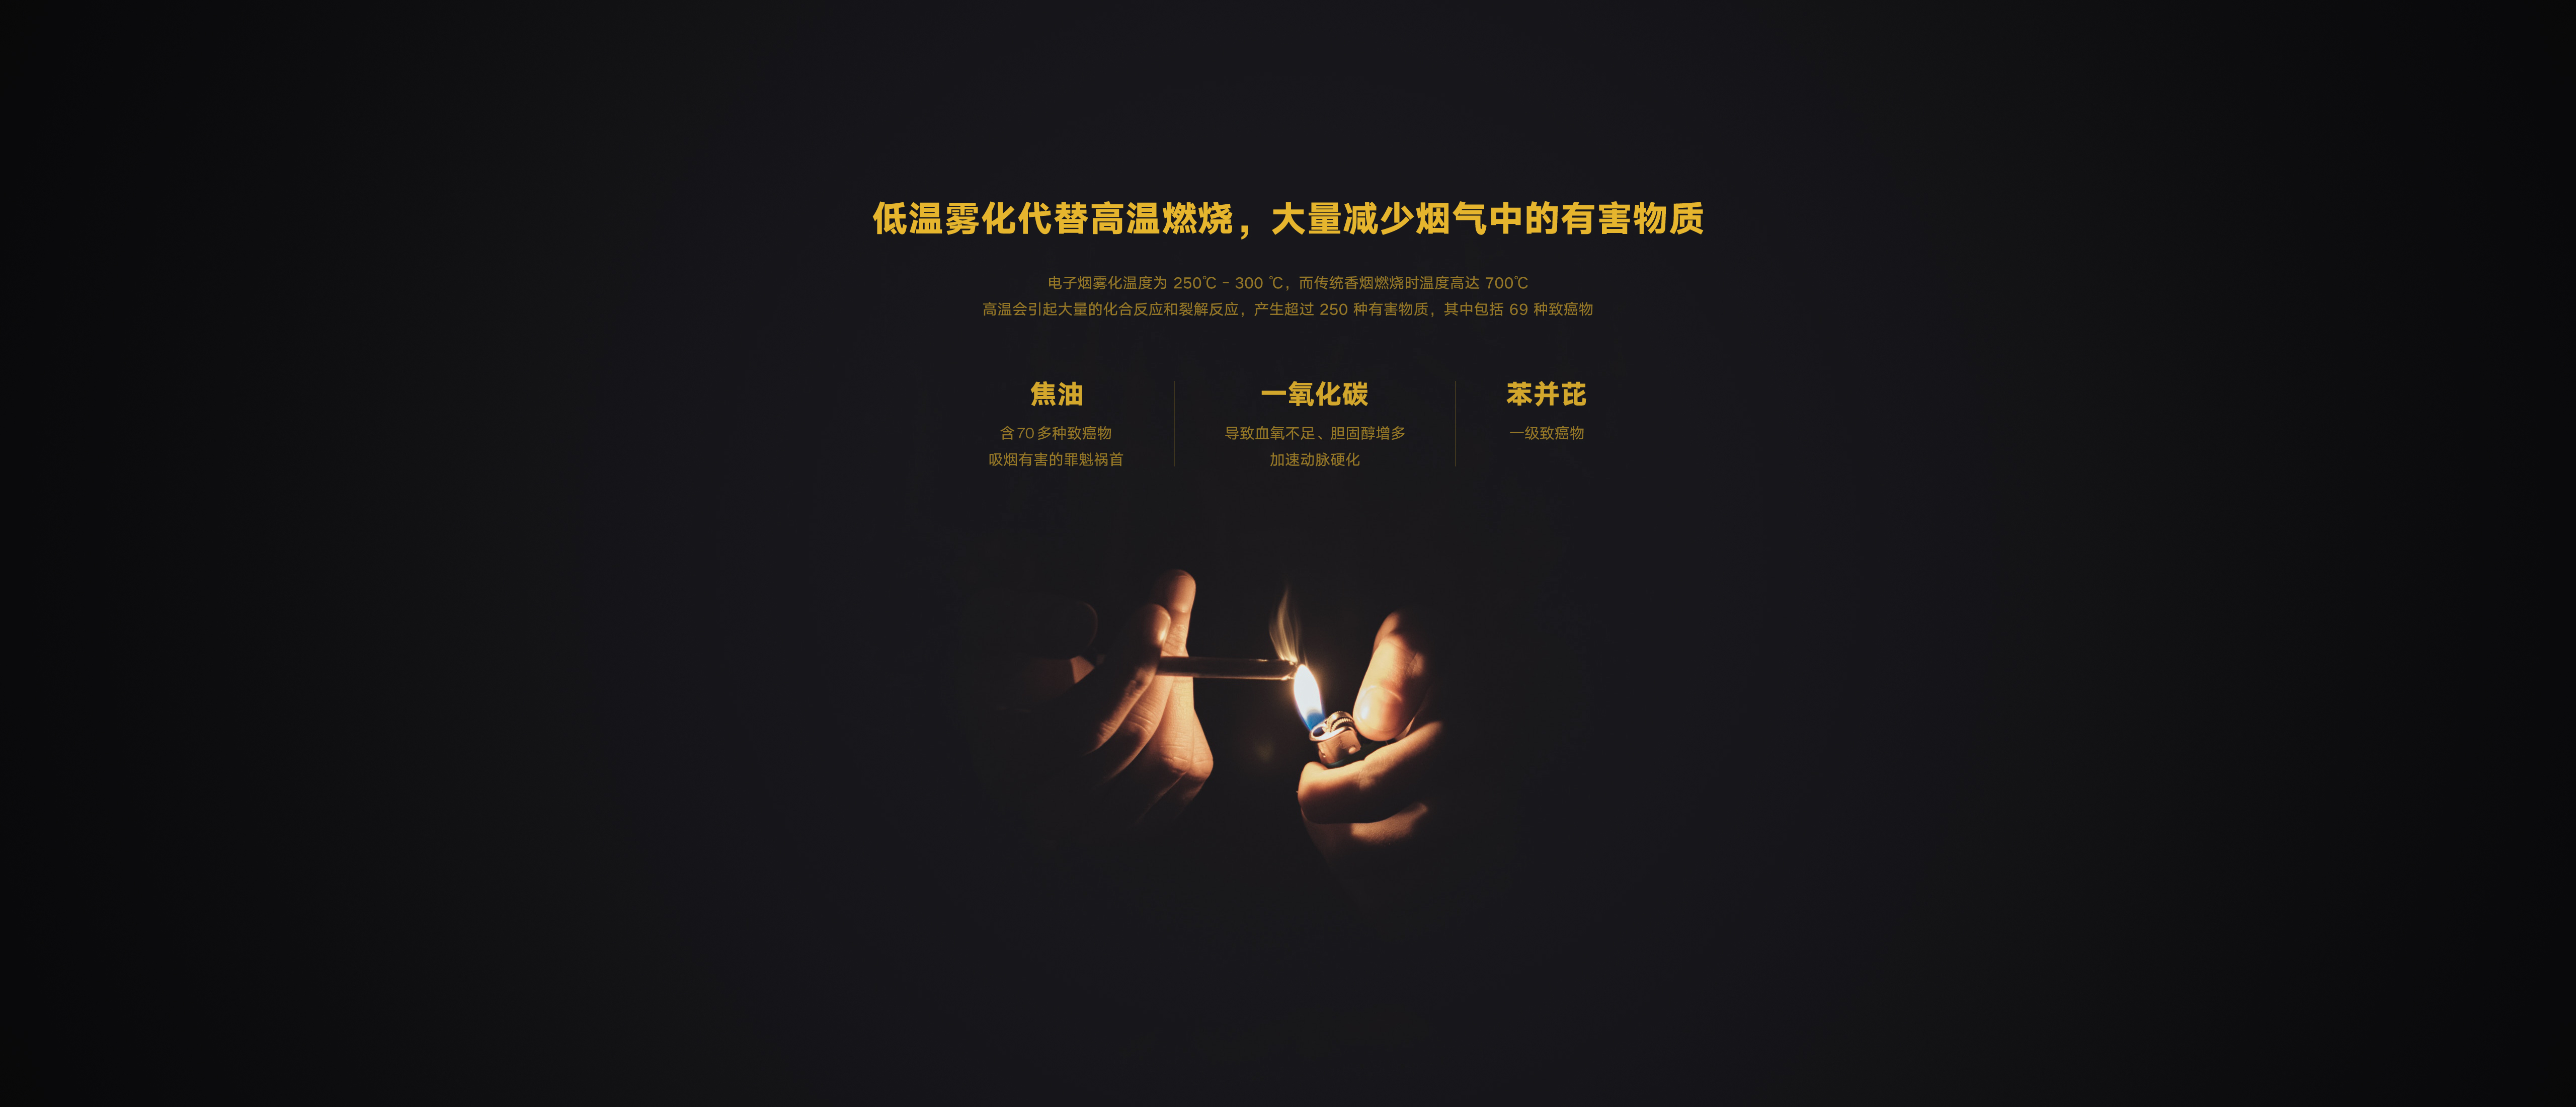 低温雾化代替高温燃烧，大量减少烟气中的有害物质
电子烟雾化温度为 250℃ - 300 ℃，而传统香烟燃烧时温度高达 700℃
高温会引起大量的化合反应和裂解反应，产生超过 250 种有害物质，其中包括 69 种致癌物
焦油
含70多种致癌物
吸烟有害的罪魁祸首
一氧化碳
导致血氧不足、胆固醇增多
加速动脉硬化
苯并芘
一级致癌物